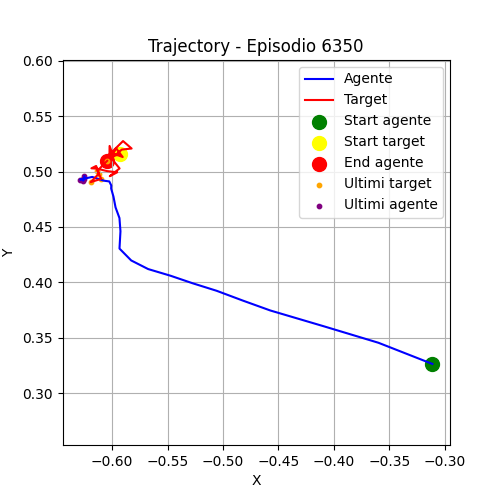 Trajectory - Episodio 6350
0.60
0.55
0.50
0.45
0.40
0.35
0.30
Y
−0.60
−0.55
−0.50
−0.45
−0.40
−0.35
−0.30
X
Agente
Target
Start agente
Start target
End agente
Ultimi target
Ultimi agente